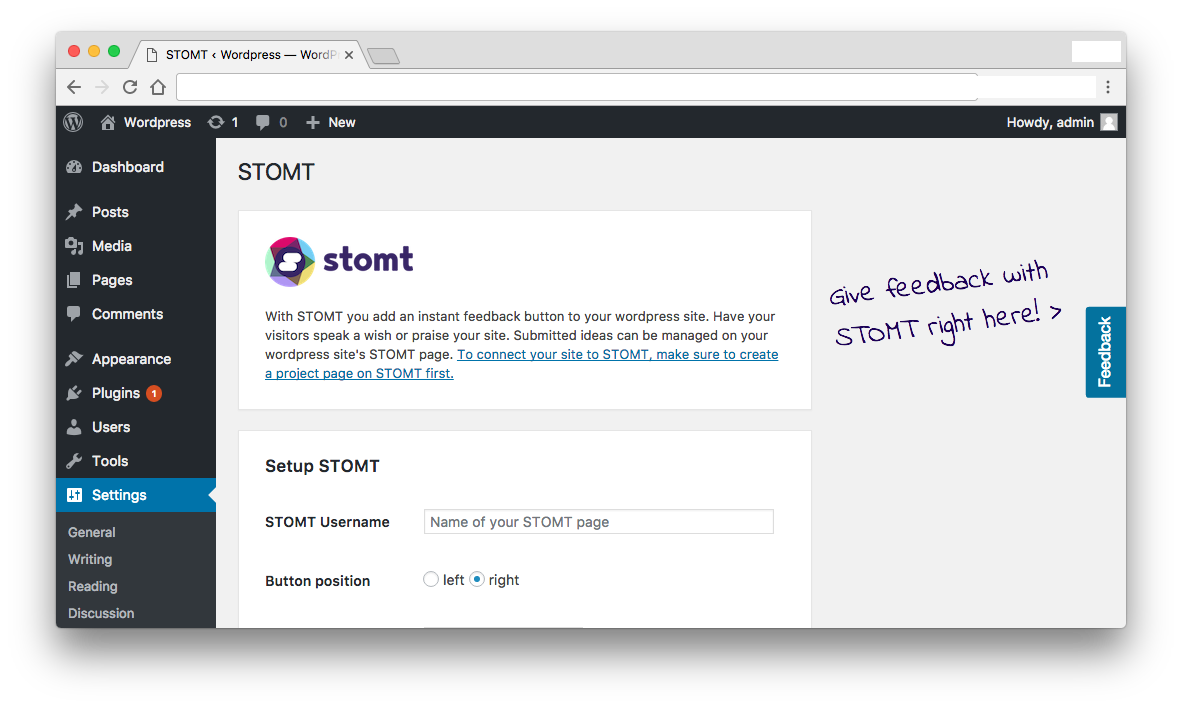 STOMT ‹ Wordpress — WordP
Wordpress 1 0 New Howdy, admin
Dashboard
Posts
Media
Pages
Comments
Appearance
Plugins 1
Users
Tools
Settings
General
Writing
Reading
Discussion
STOMT
stomt
With STOMT you add an instant feedback button to your wordpress site. Have your
visitors speak a wish or praise your site. Submitted ideas can be managed on your
wordpress site's STOMT page. To connect your site to STOMT, make sure to create
a project page on STOMT first.
Setup STOMT
STOMT Username Name of your STOMT page
Button position left right
Give feedback with
STOMT right here! >
Feedback